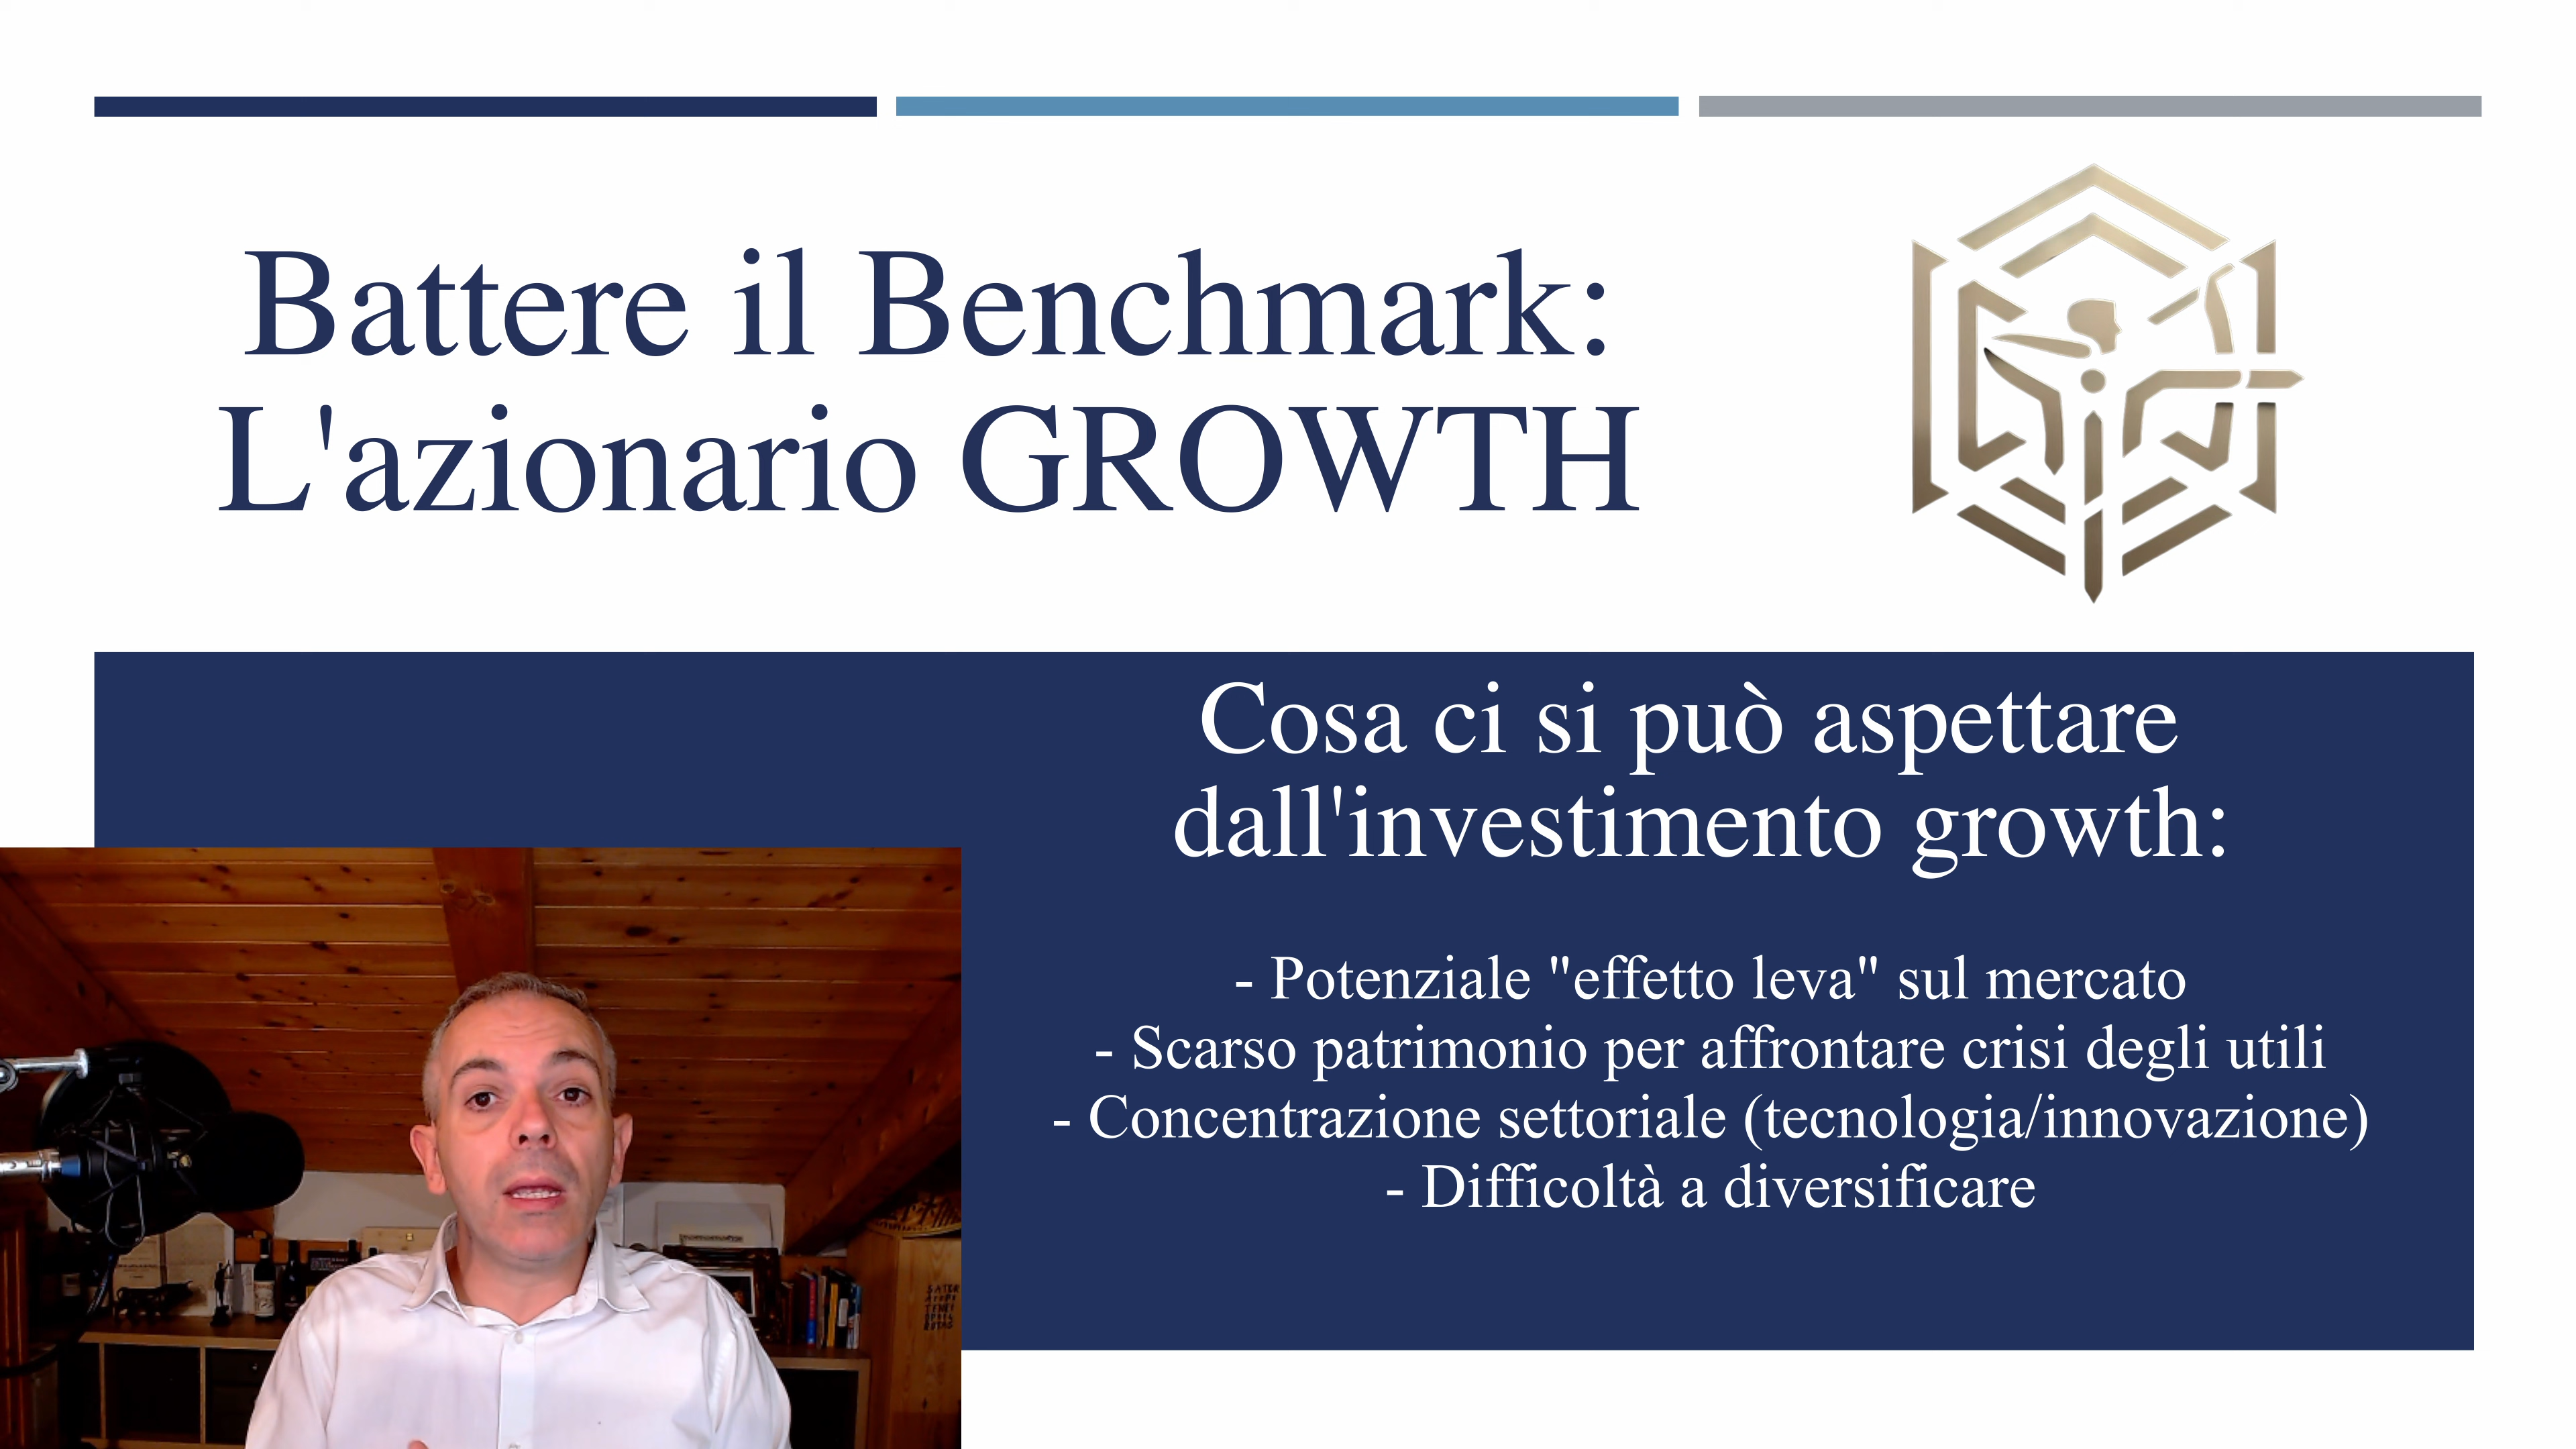 Battere il Benchmark:
L'azionario GROWTH
Cosa ci si può aspettare
dall'investimento growth:
- Potenziale "effetto leva" sul mercato
- Scarso patrimonio per affrontare crisi degli utili
- Concentrazione settoriale (tecnologia/innovazione)
- Difficoltà a diversificare